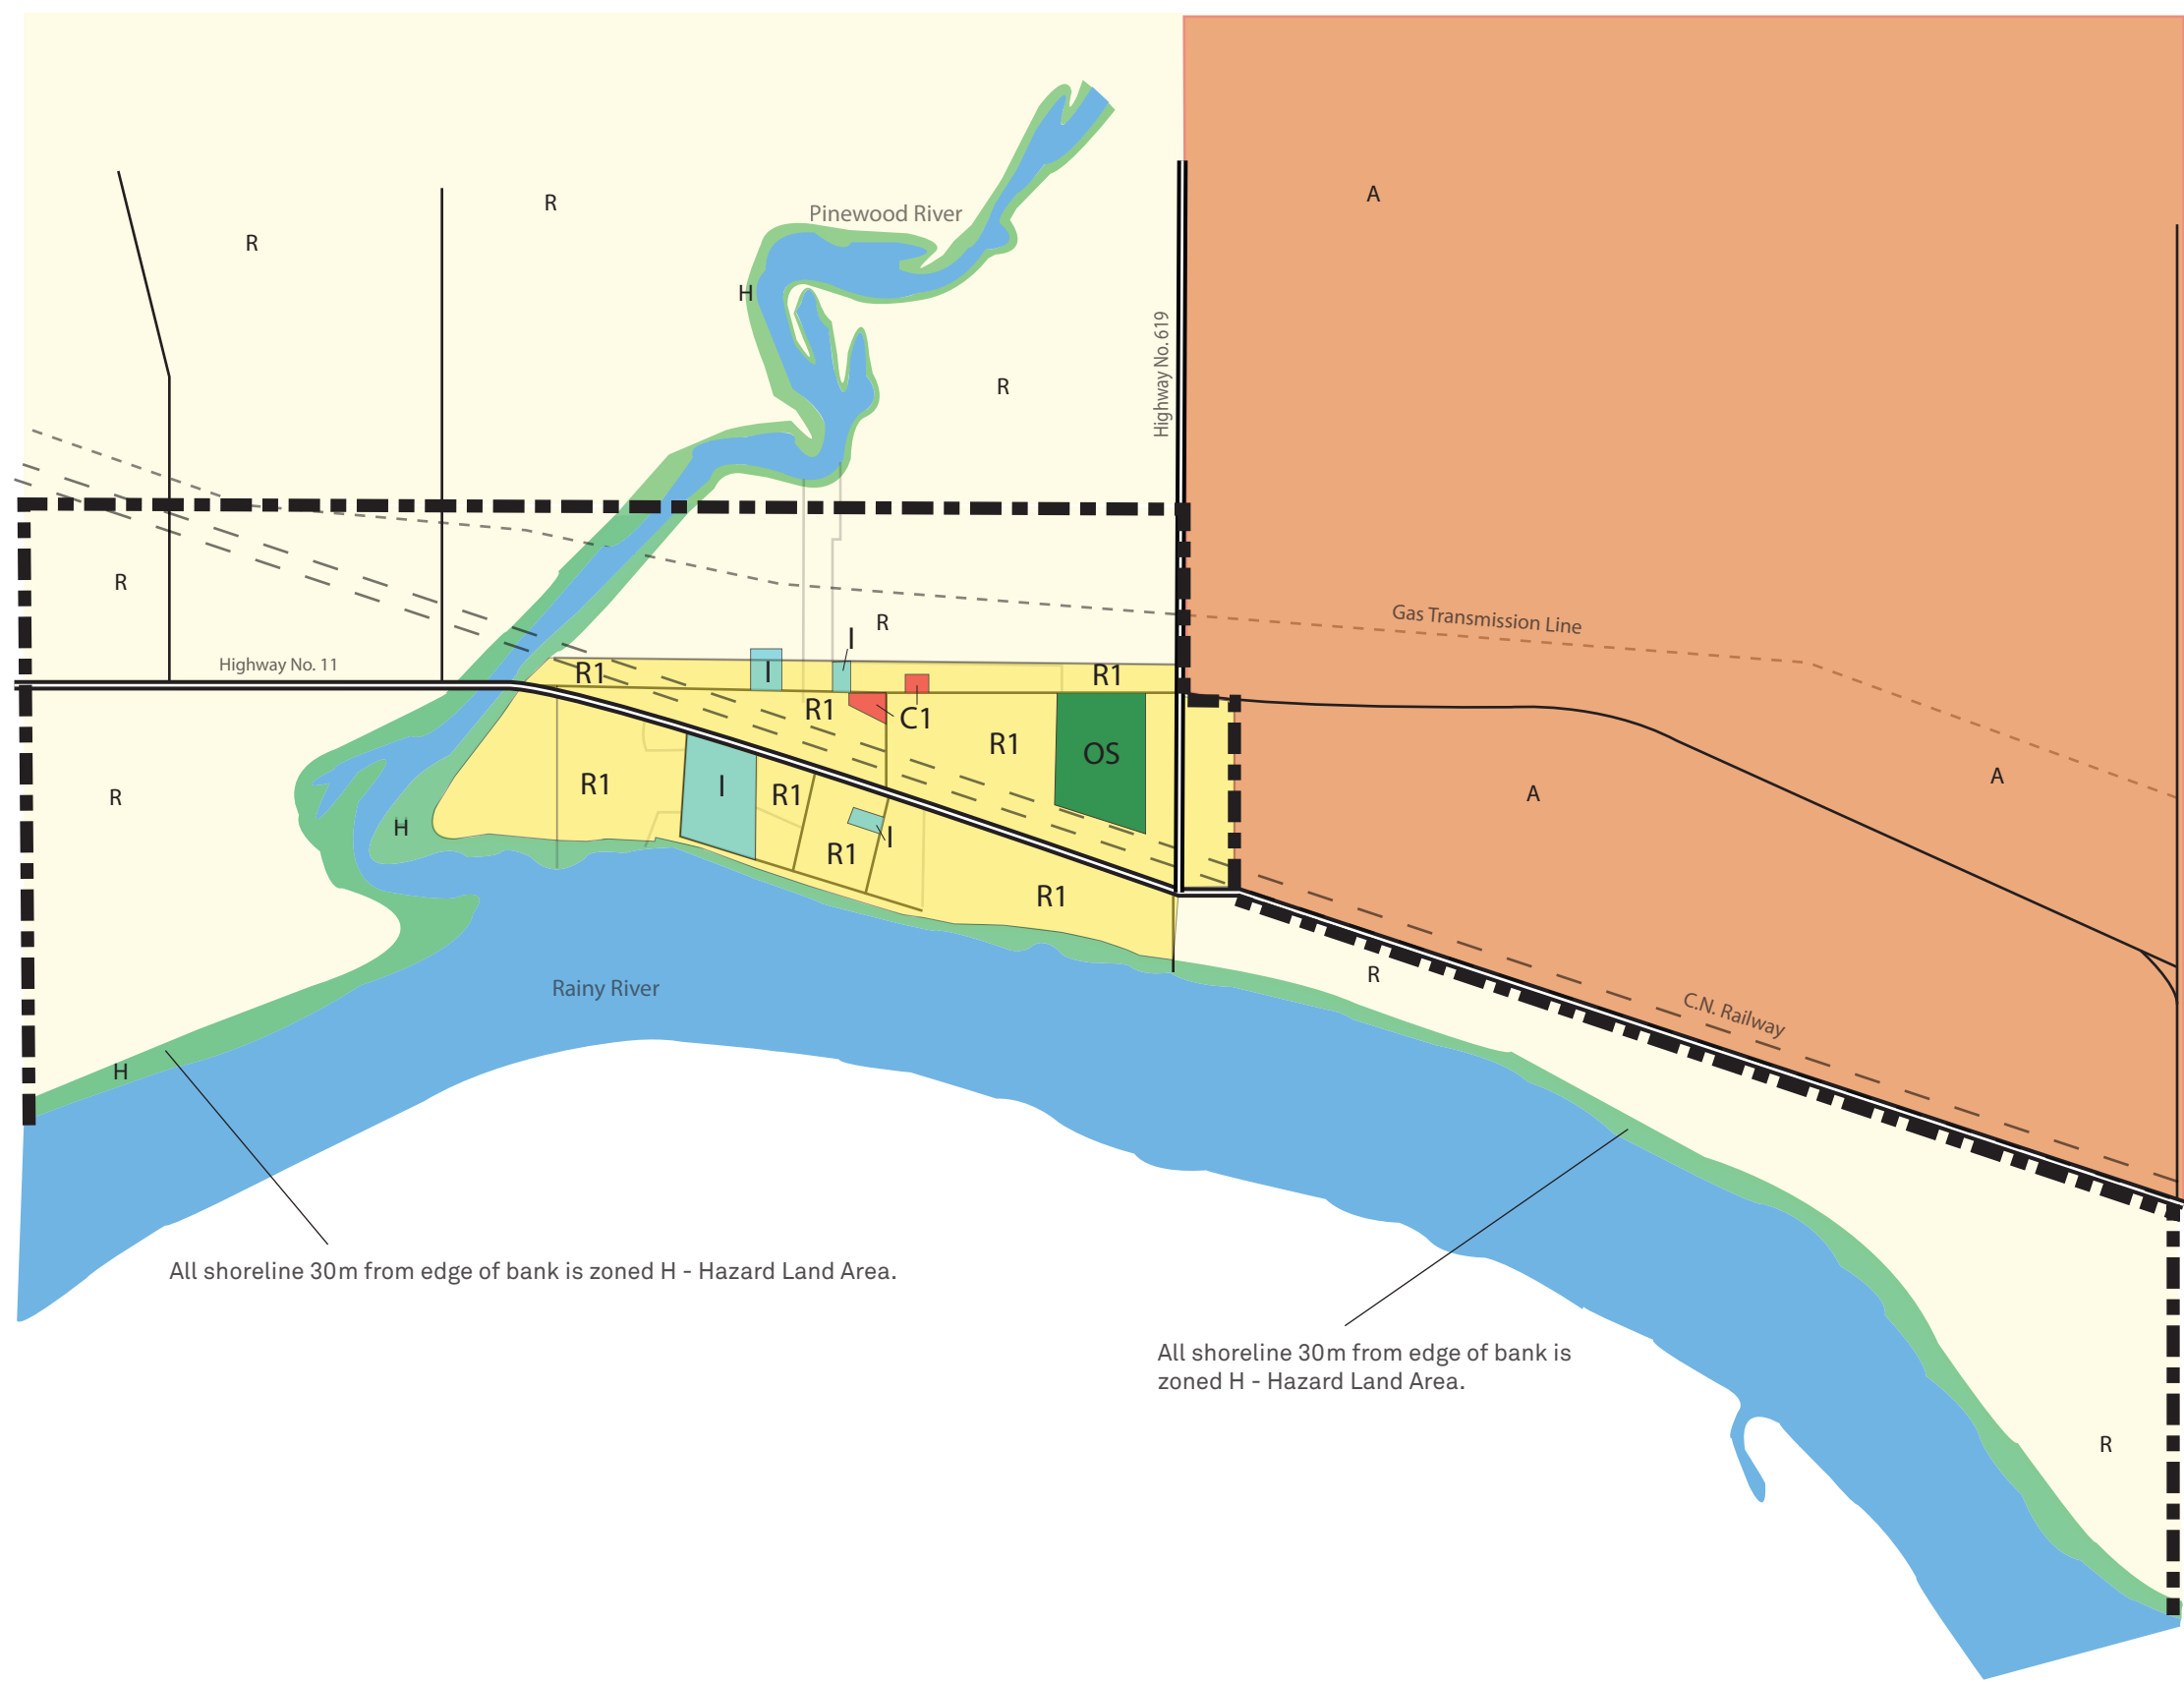 A
R
Pinewood River
R
H
Highway No. 619
R
R
Gas Transmission Line
R
I
Highway No. 11
R1
I
R1
R1
C1
R1
OS
A
R1
I
R1
A
R
H
I
R1
R1
R
Rainy River
C.N. Railway
H
All shoreline 30m from edge of bank is zoned H - Hazard Land Area.
All shoreline 30m from edge of bank is
zoned H - Hazard Land Area.
R